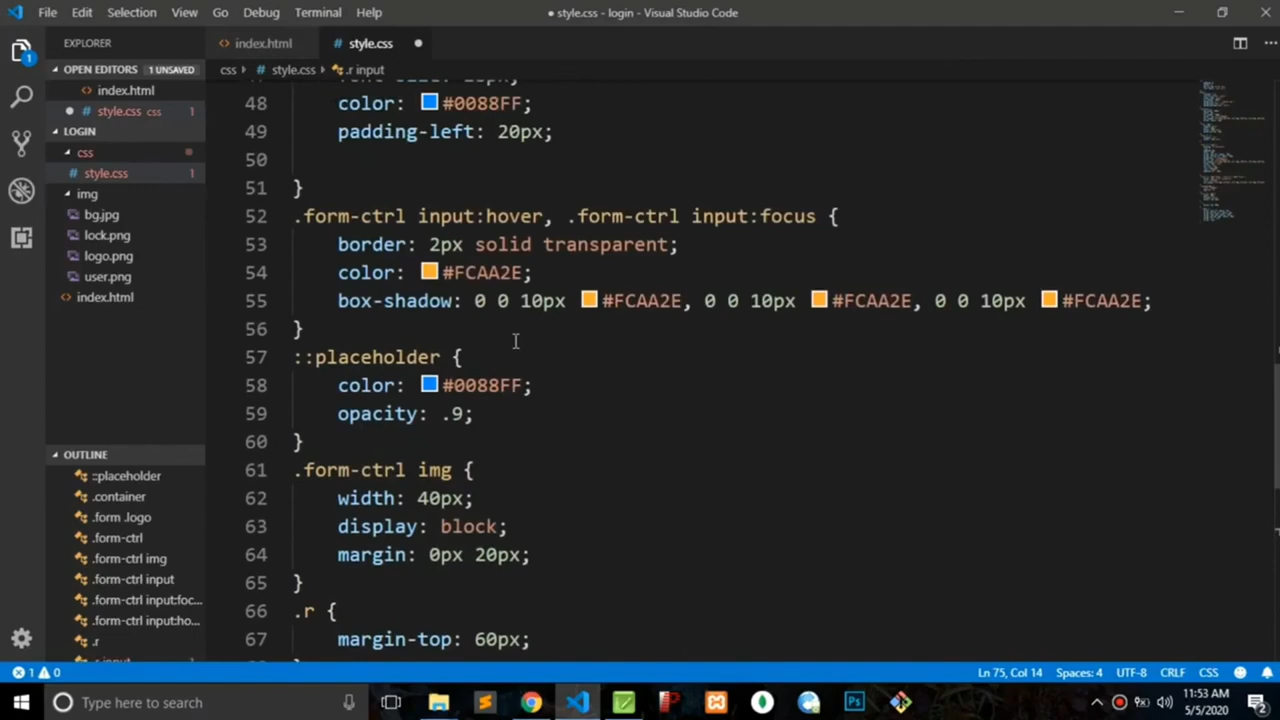 File Edit Selection View Go Debug Terminal Help
● style.css - login - Visual Studio Code
EXPLORER
index.html
# style.css
OPEN EDITORS 1 UNSAVED
css > # style.css > .r input
index.html
# style.css css 1
LOGIN
css
# style.css 1
img
bg.jpg
lock.png
logo.png
user.png
index.html
48 color: #0088FF;
49 padding-left: 20px;
50
51 }
52 .form-ctrl input:hover, .form-ctrl input:focus {
53 border: 2px solid transparent;
54 color: #FCAA2E;
55 box-shadow: 0 0 10px #FCAA2E, 0 0 10px #FCAA2E, 0 0 10px #FCAA2E;
56 }
57 ::placeholder {
58 color: #0088FF;
59 opacity: .9;
60 }
61 .form-ctrl img {
62 width: 40px;
63 display: block;
64 margin: 0px 20px;
65 }
66 .r {
67 margin-top: 60px;
OUTLINE
::placeholder
.container
.form .logo
.form-ctrl
.form-ctrl img
.form-ctrl input
.form-ctrl input:foc...
.form-ctrl input:ho...
.r
1 0
Ln 75, Col 14 Spaces: 4 UTF-8 CRLF CSS
Type here to search
11:53 AM
5/5/2020
2